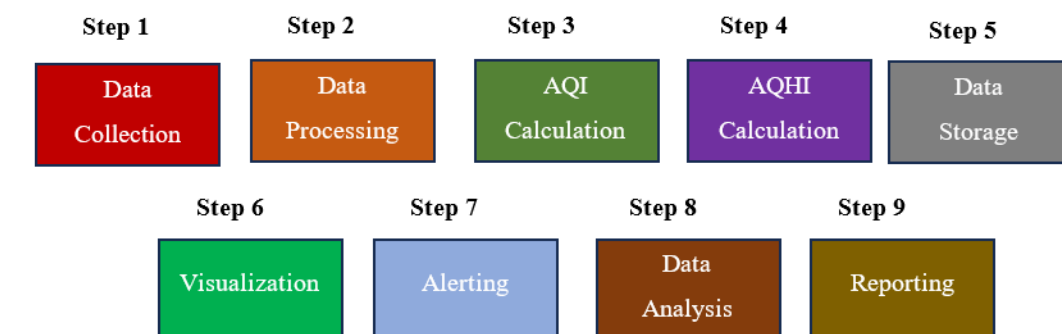 Step 1 Step 2 Step 3 Step 4 Step 5
Data Data AQI AQHI Data
Collection Processing Calculation Calculation Storage
Step 6 Step 7 Step 8 Step 9
Visualization Alerting Data Reporting
Analysis